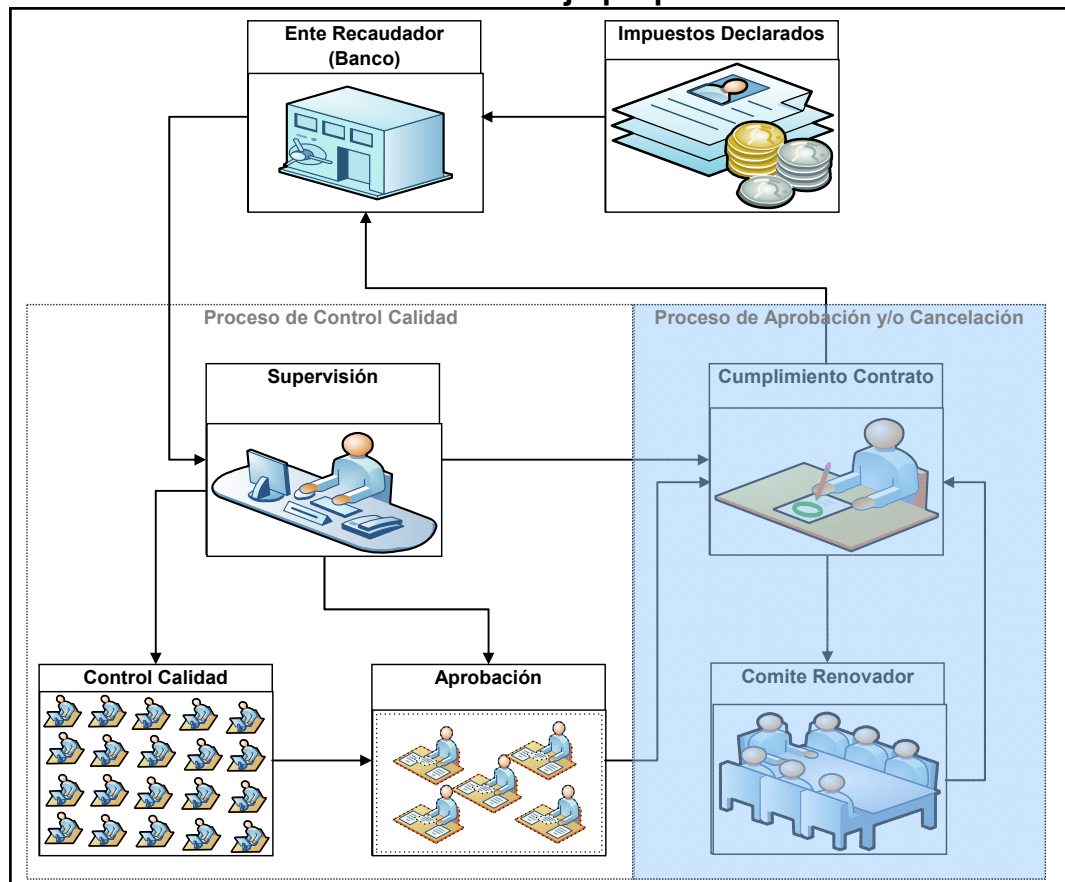 Ente Recaudador
(Banco)
Impuestos Declarados
Proceso de Control Calidad
Proceso de Aprobación y/o Cancelación
Supervisión
Cumplimiento Contrato
Control Calidad
Aprobación
Comite Renovador